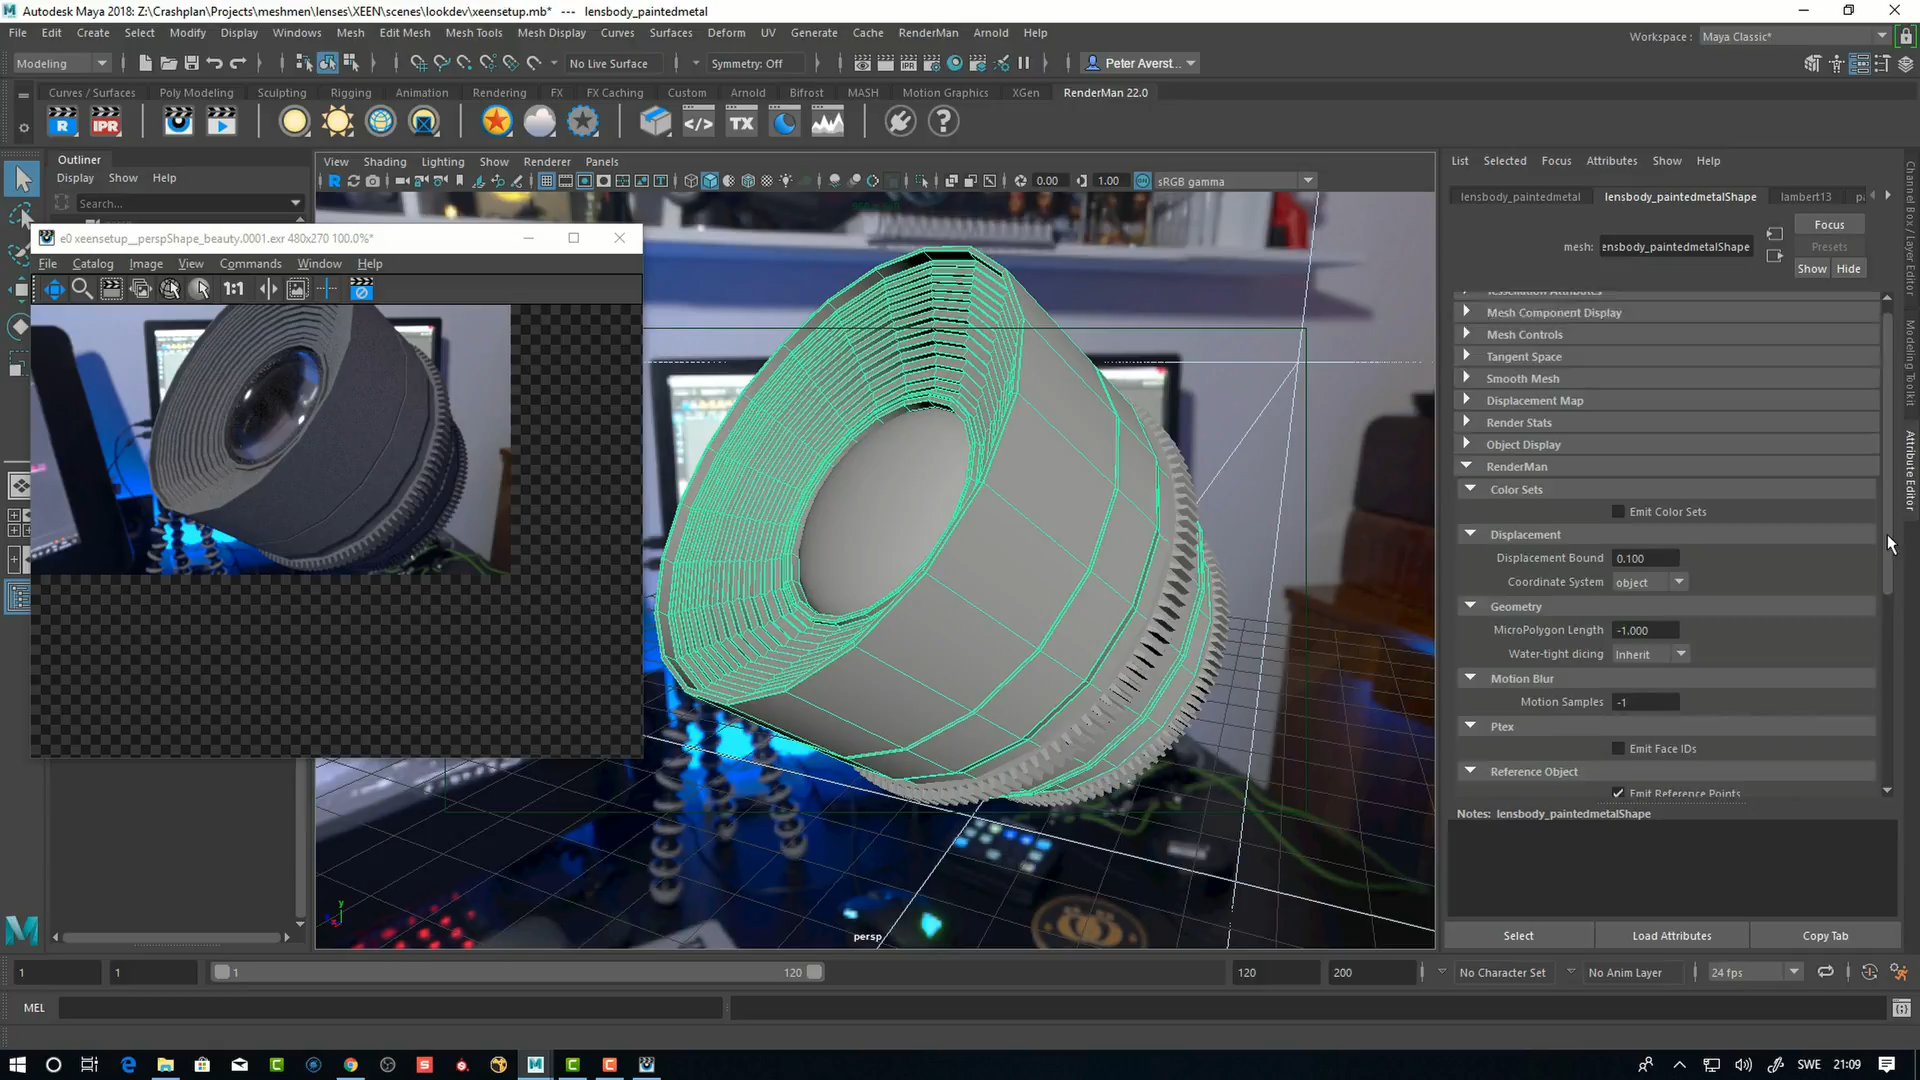 Autodesk Maya 2018: Z:\Crashplan\Projects\meshmen\lenses\XEEN\scenes\lookdev\xeensetup.mb* --- lensbody_paintedmetal
File Edit Create Select Modify Display Windows Mesh Edit Mesh Mesh Tools Mesh Display Curves Surfaces Deform UV Generate Cache RenderMan Arnold Help
Workspace : Maya Classic*
Modeling
No Live Surface
Symmetry: Off
Peter Averst...
Curves / Surfaces Poly Modeling Sculpting Rigging Animation Rendering FX FX Caching Custom Arnold Bifrost MASH Motion Graphics XGen RenderMan 22.0
R IPR TX
Outliner
Display Show Help
Search...
View Shading Lighting Show Renderer Panels
0.00
1.00
sRGB gamma
e0 xeensetup__perspShape_beauty.0001.exr 480x270 100.0%*
File Catalog Image View Commands Window Help
1:1
persp
List Selected Focus Attributes Show Help
lensbody_paintedmetal lensbody_paintedmetalShape lambert13
mesh: ensbody_paintedmetalShape
Focus
Presets
Show Hide
Tessellation Attributes
Mesh Component Display
Mesh Controls
Tangent Space
Smooth Mesh
Displacement Map
Render Stats
Object Display
RenderMan
Color Sets
Emit Color Sets
Displacement
Displacement Bound 0.100
Coordinate System object
Geometry
MicroPolygon Length -1.000
Water-tight dicing Inherit
Motion Blur
Motion Samples -1
Ptex
Emit Face IDs
Reference Object
Emit Reference Points
Notes: lensbody_paintedmetalShape
Select Load Attributes Copy Tab
Channel Box / Layer Editor
Modeling Toolkit
Attribute Editor
1 1 1 120 120 200 No Character Set No Anim Layer 24 fps
MEL
SWE 21:09